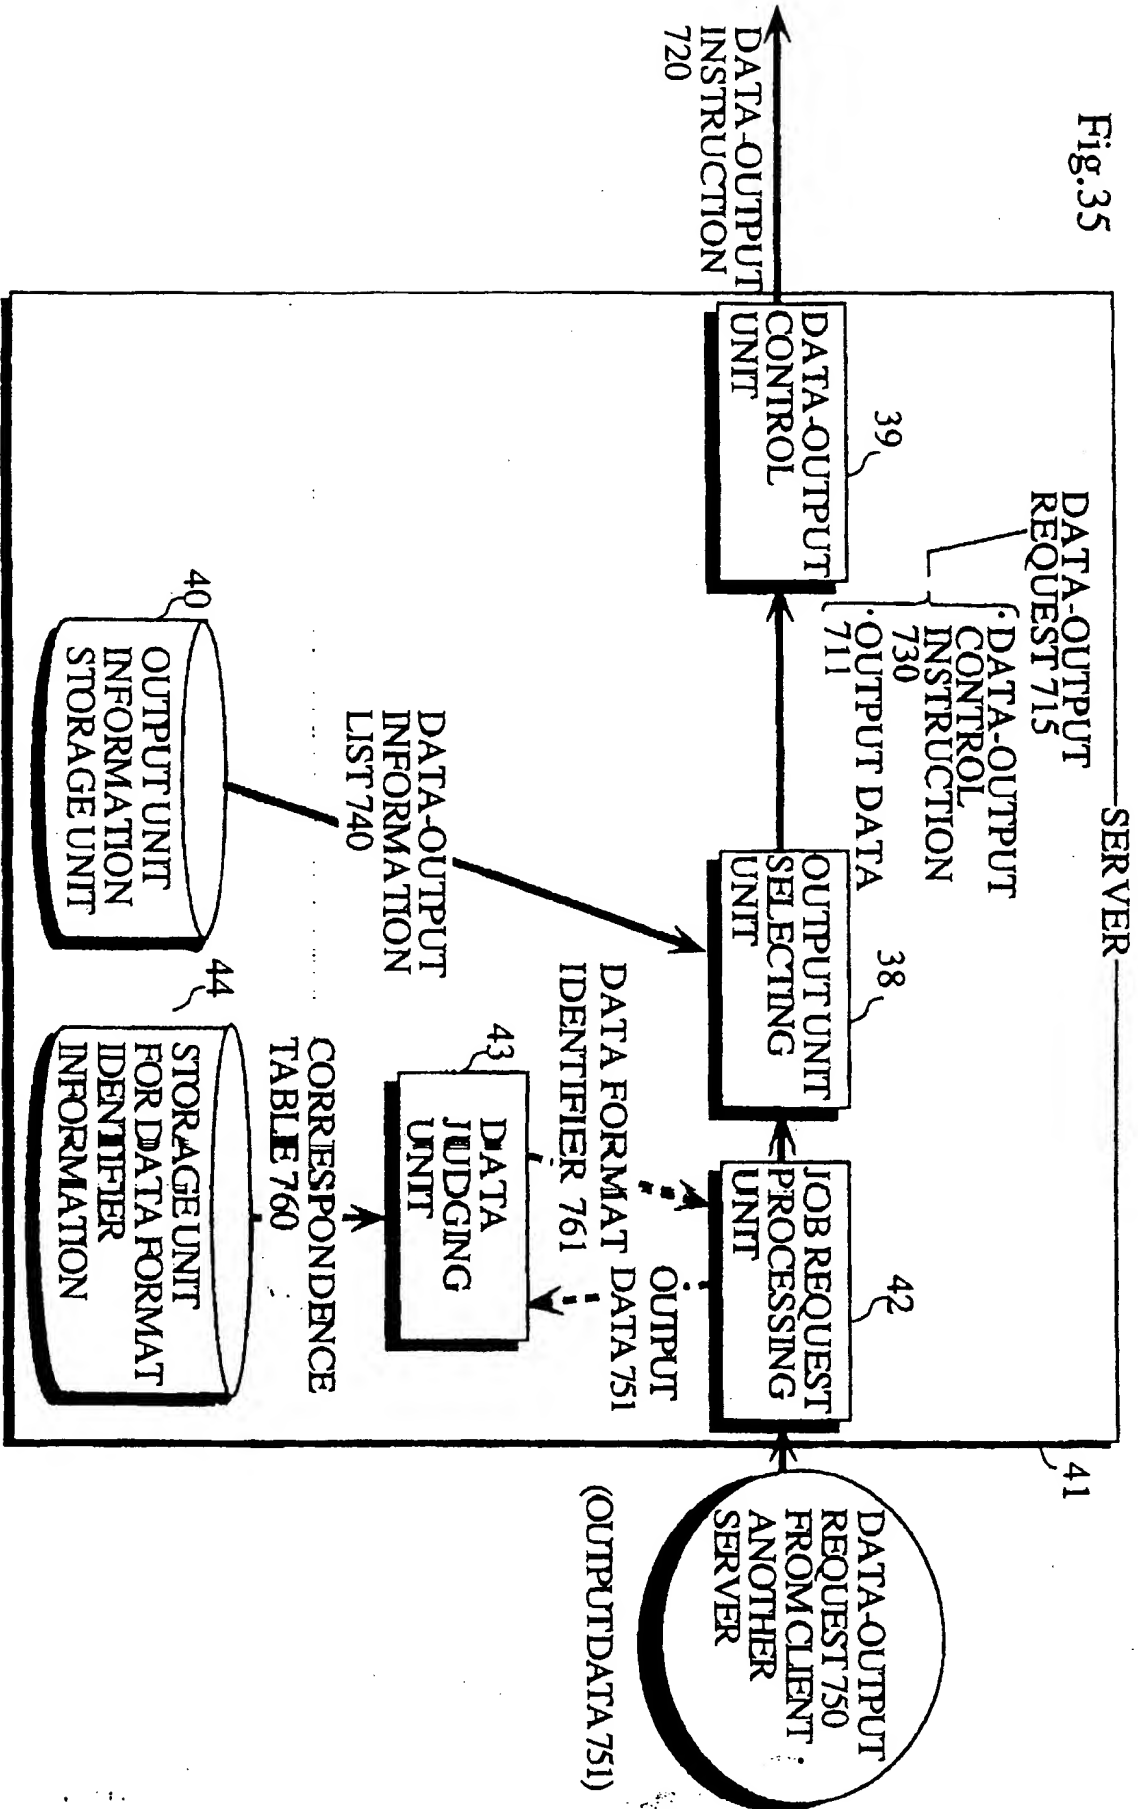 Fig.35
SERVER
41
DATA-OUTPUT
REQUEST 715
· DATA-OUTPUT
CONTROL
INSTRUCTION
730
· OUTPUT DATA
711
DATA-OUTPUT
INSTRUCTION
720
39
DATA-OUTPUT
CONTROL
UNIT
38
OUTPUT UNIT
SELECTING
UNIT
42
JOB REQUEST
PROCESSING
UNIT
DATA-OUTPUT
REQUEST 750
FROM CLIENT ·
ANOTHER
SERVER
(OUTPUT DATA 751)
DATA FORMAT
IDENTIFIER 761
OUTPUT
DATA 751
43
DATA
JUDGING
UNIT
DATA-OUTPUT
INFORMATION
LIST 740
CORRESPONDENCE
TABLE 760
40
OUTPUT UNIT
INFORMATION
STORAGE UNIT
44
STORAGE UNIT
FOR DATA FORMAT
IDENTIFIER
INFORMATION